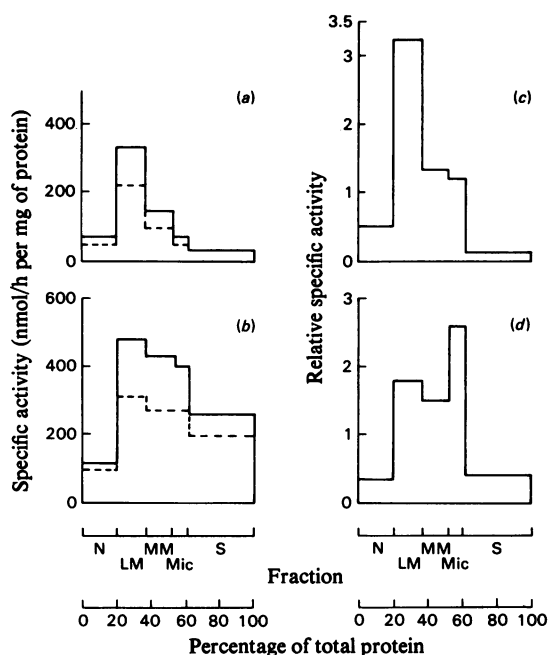 3.5
(a)
(c)
400
200
0
3
2
1
0
Specific activity (nmol/h per mg of protein)
Relative specific activity
600
400
200
0
(b)
3
2
1
0
(d)
N
LM
MM
Mic
S
N
LM
MM
Mic
S
Fraction
0 20 40 60 80 100
0 20 40 60 80 100
Percentage of total protein